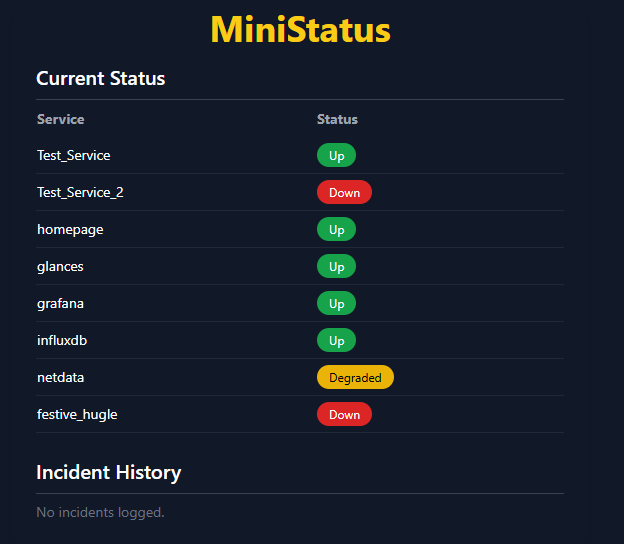 MiniStatus
Current Status
Service Status
Test_Service Up
Test_Service_2 Down
homepage Up
glances Up
grafana Up
influxdb Up
netdata Degraded
festive_hugle Down
Incident History
No incidents logged.